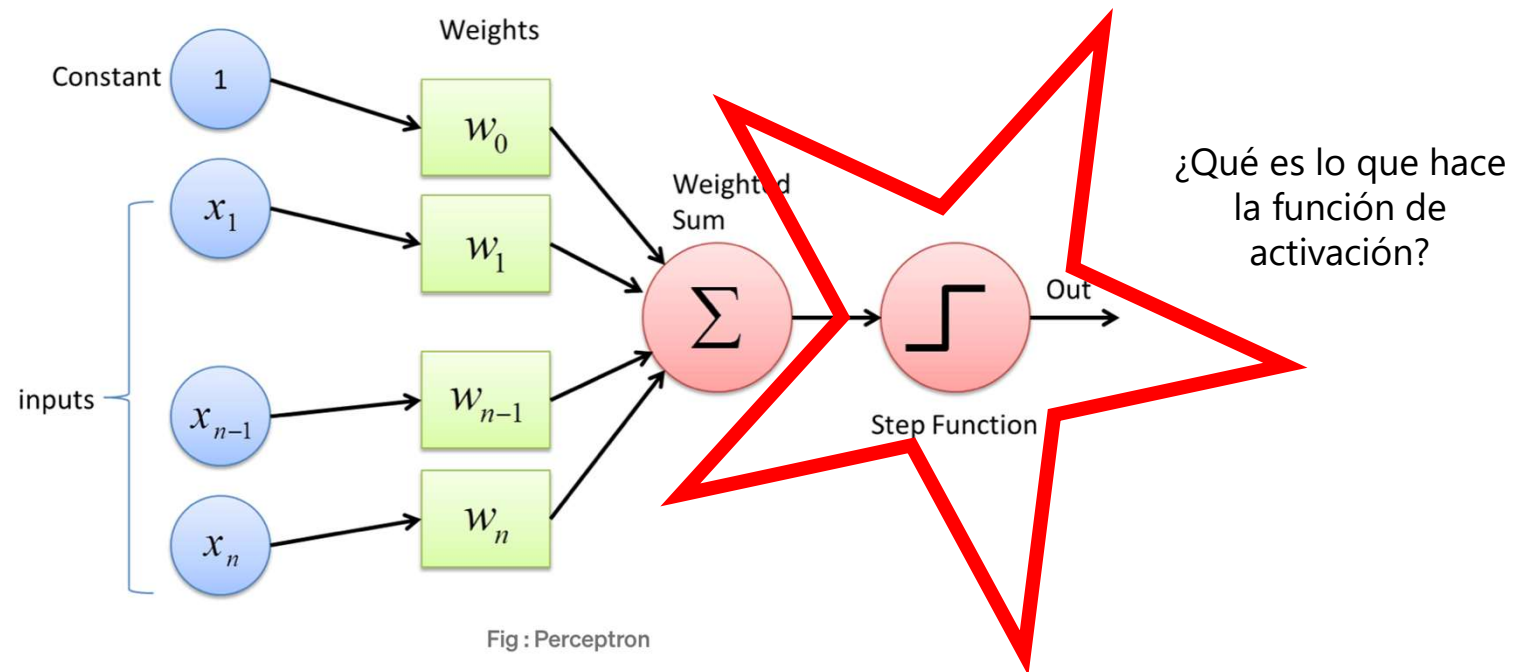 Weights
Constant
1
w₀
x₁
w₁
Weighted
Sum
Σ
¿Qué es lo que hace
la función de
activación?
Out
inputs
xₙ₋₁
wₙ₋₁
Step Function
xₙ
wₙ
Fig : Perceptron